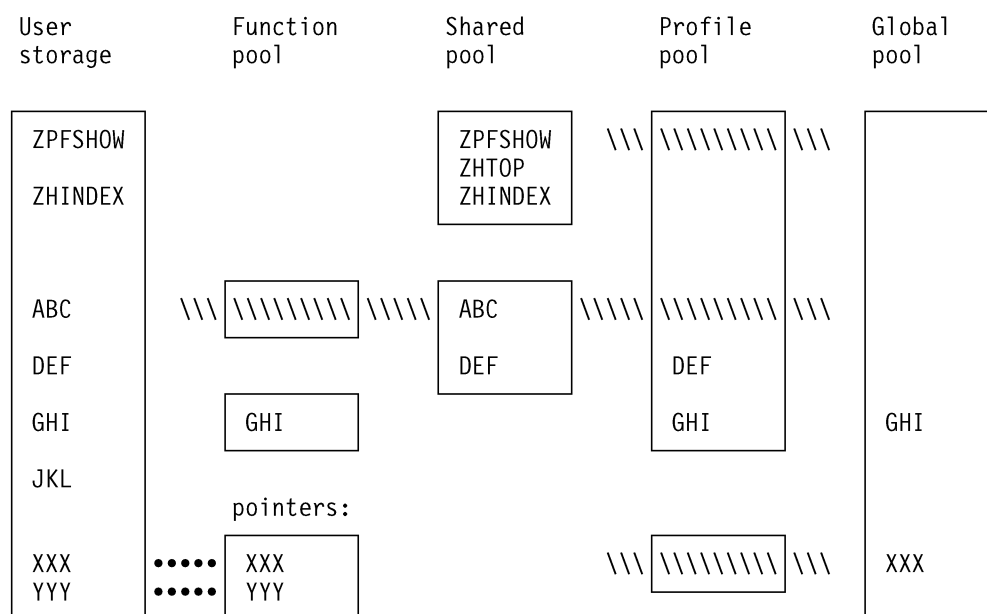 User Function Shared Profile Global
storage pool pool pool pool
ZPFSHOW ZPFSHOW \\\ \\\\\\\\\ \\\
ZHTOP
ZHINDEX ZHINDEX
ABC \\\ \\\\\\\\\ \\\\\ ABC \\\\\ \\\\\\\\\ \\\
DEF DEF DEF
GHI GHI GHI GHI
JKL
pointers:
XXX ••••• XXX \\\ \\\\\\\\\ \\\ XXX
YYY ••••• YYY